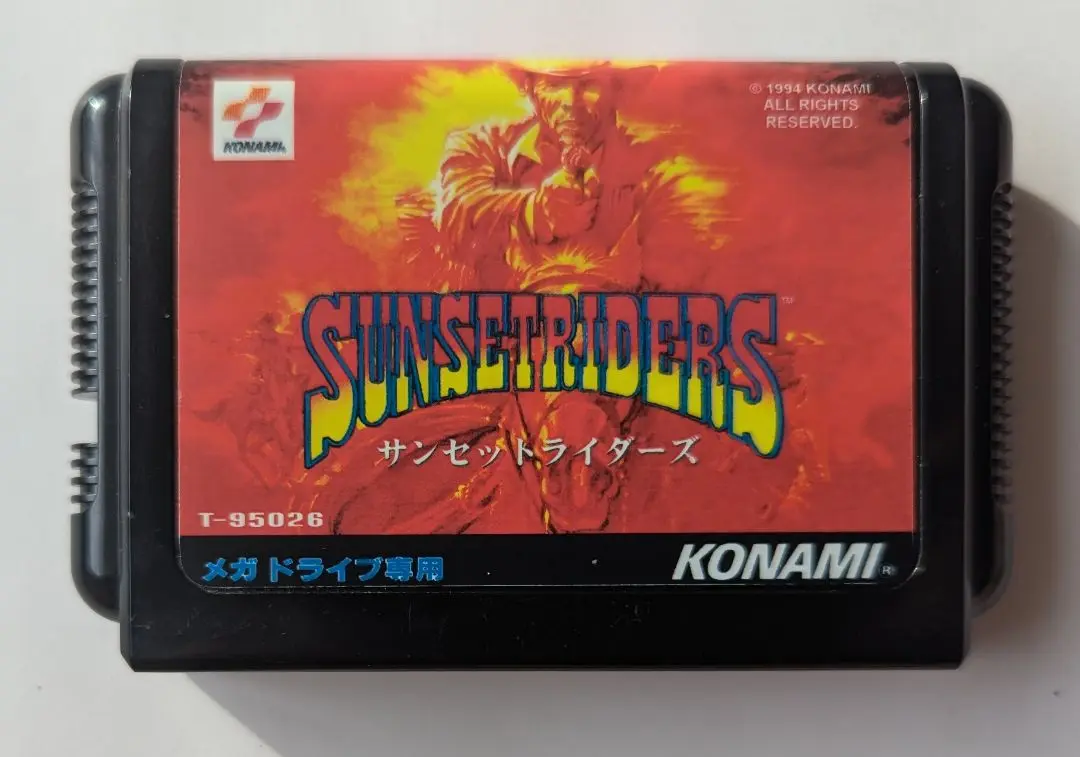 KONAMI®
© 1994 KONAMI
ALL RIGHTS
RESERVED.
SUNSETRIDERS™
サンセットライダーズ
T-95026
メガドライブ専用
KONAMI®